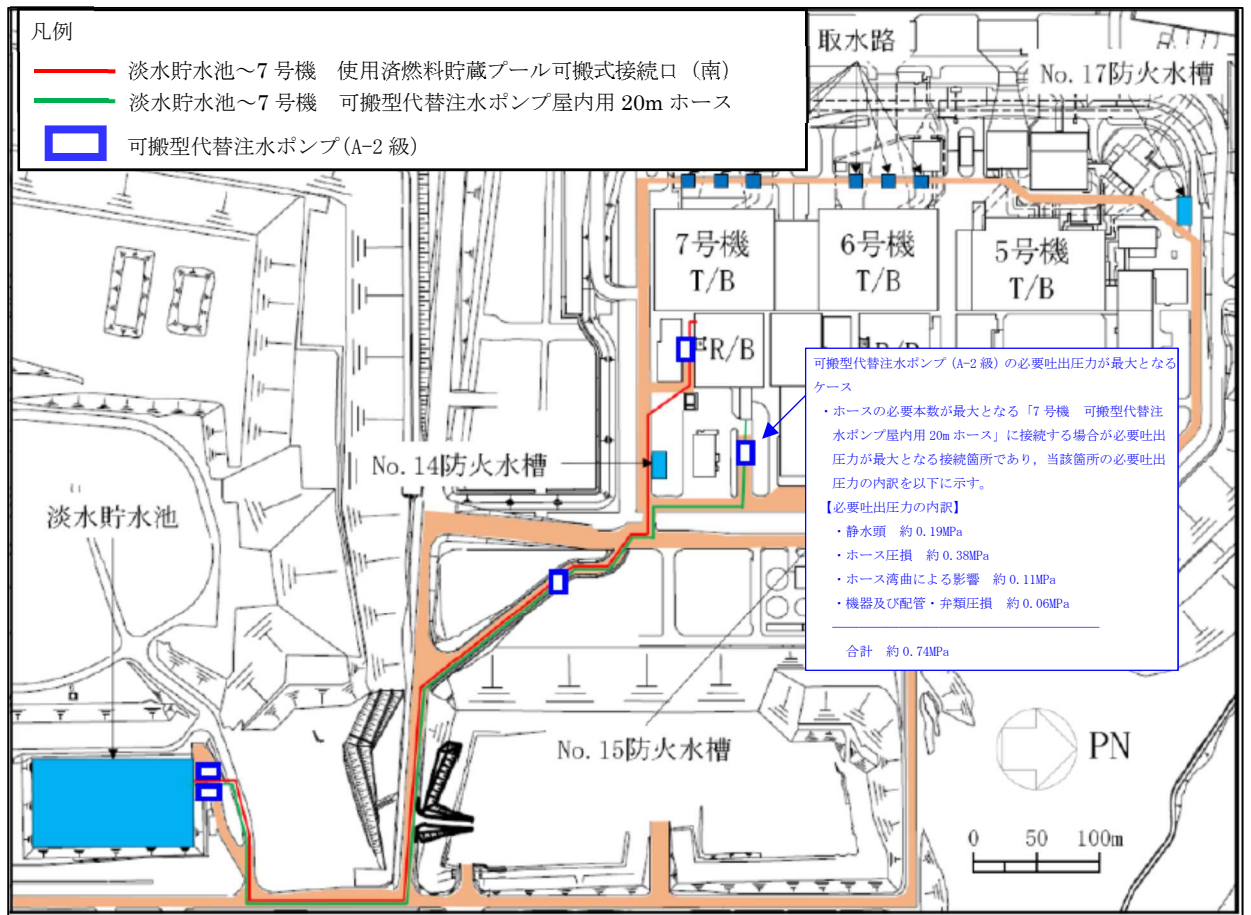 凡例
淡水貯水池～7 号機 使用済燃料貯蔵プール可搬式接続口（南）
淡水貯水池～7 号機 可搬型代替注水ポンプ屋内用 20m ホース
可搬型代替注水ポンプ(A-2 級)
取水路
No.17防火水槽
7号機
T/B
6号機
T/B
5号機
T/B
R/B
可搬型代替注水ポンプ（A-2 級）の必要吐出圧力が最大となる
ケース
・ホースの必要本数が最大となる「7 号機 可搬型代替注
水ポンプ屋内用 20m ホース」に接続する場合が必要吐出
圧力が最大となる接続箇所であり，当該箇所の必要吐出
圧力の内訳を以下に示す。
【必要吐出圧力の内訳】
・静水頭 約 0.19MPa
・ホース圧損 約 0.38MPa
・ホース湾曲による影響 約 0.11MPa
・機器及び配管・弁類圧損 約 0.06MPa
合計 約 0.74MPa
No.14防火水槽
淡水貯水池
No.15防火水槽
PN
0 50 100m